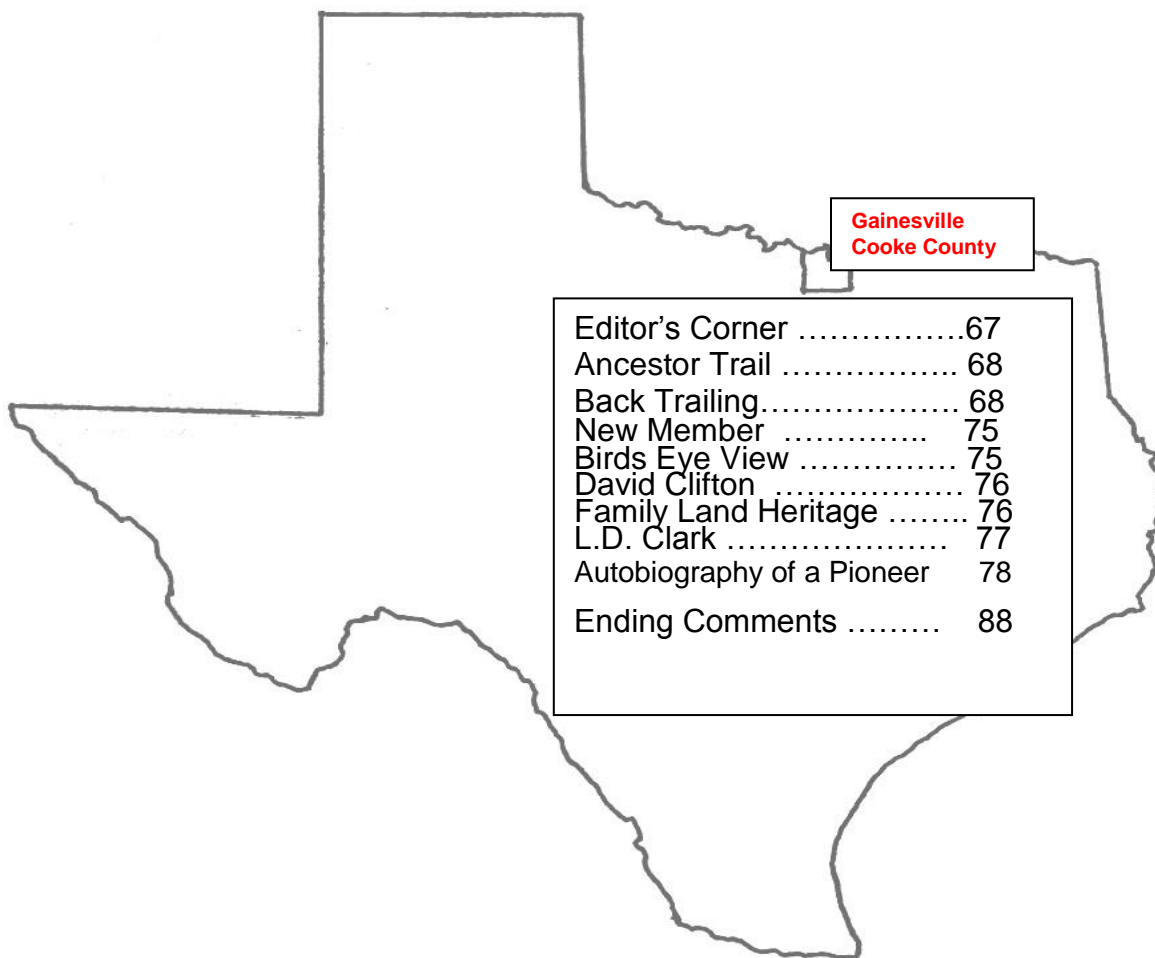 Gainesville
Cooke County
Editor’s Corner …………….67
Ancestor Trail …………….. 68
Back Trailing………………. 68
New Member ………….. 75
Birds Eye View …………… 75
David Clifton ……………… 76
Family Land Heritage …….. 76
L.D. Clark ………………… 77
Autobiography of a Pioneer 78
Ending Comments ……… 88